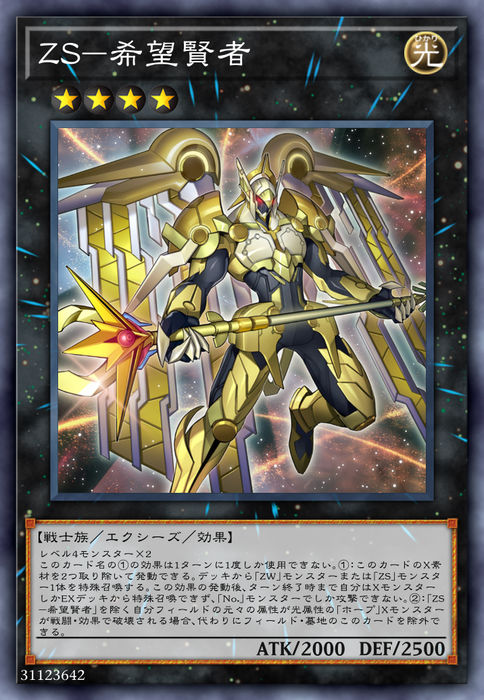 ZS－希望賢者
ひかり
光
【戦士族／エクシーズ／効果】
レベル4モンスター×2
このカード名の①の効果は1ターンに1度しか使用できない。①：このカードのX素
材を2つ取り除いて発動できる。デッキから「ZW」モンスターまたは「ZS」モンスタ
ー1体を特殊召喚する。この効果の発動後、ターン終了時まで自分はXモンスター
しかEXデッキから特殊召喚できず、「No.」モンスターでしか攻撃できない。②：「ZS
－希望賢者」を除く自分フィールドの元々の属性が光属性の「ホープ」Xモンスター
が戦闘・効果で破壊される場合、代わりにフィールド・墓地のこのカードを除外で
きる。
ATK/2000 DEF/2500
31123642